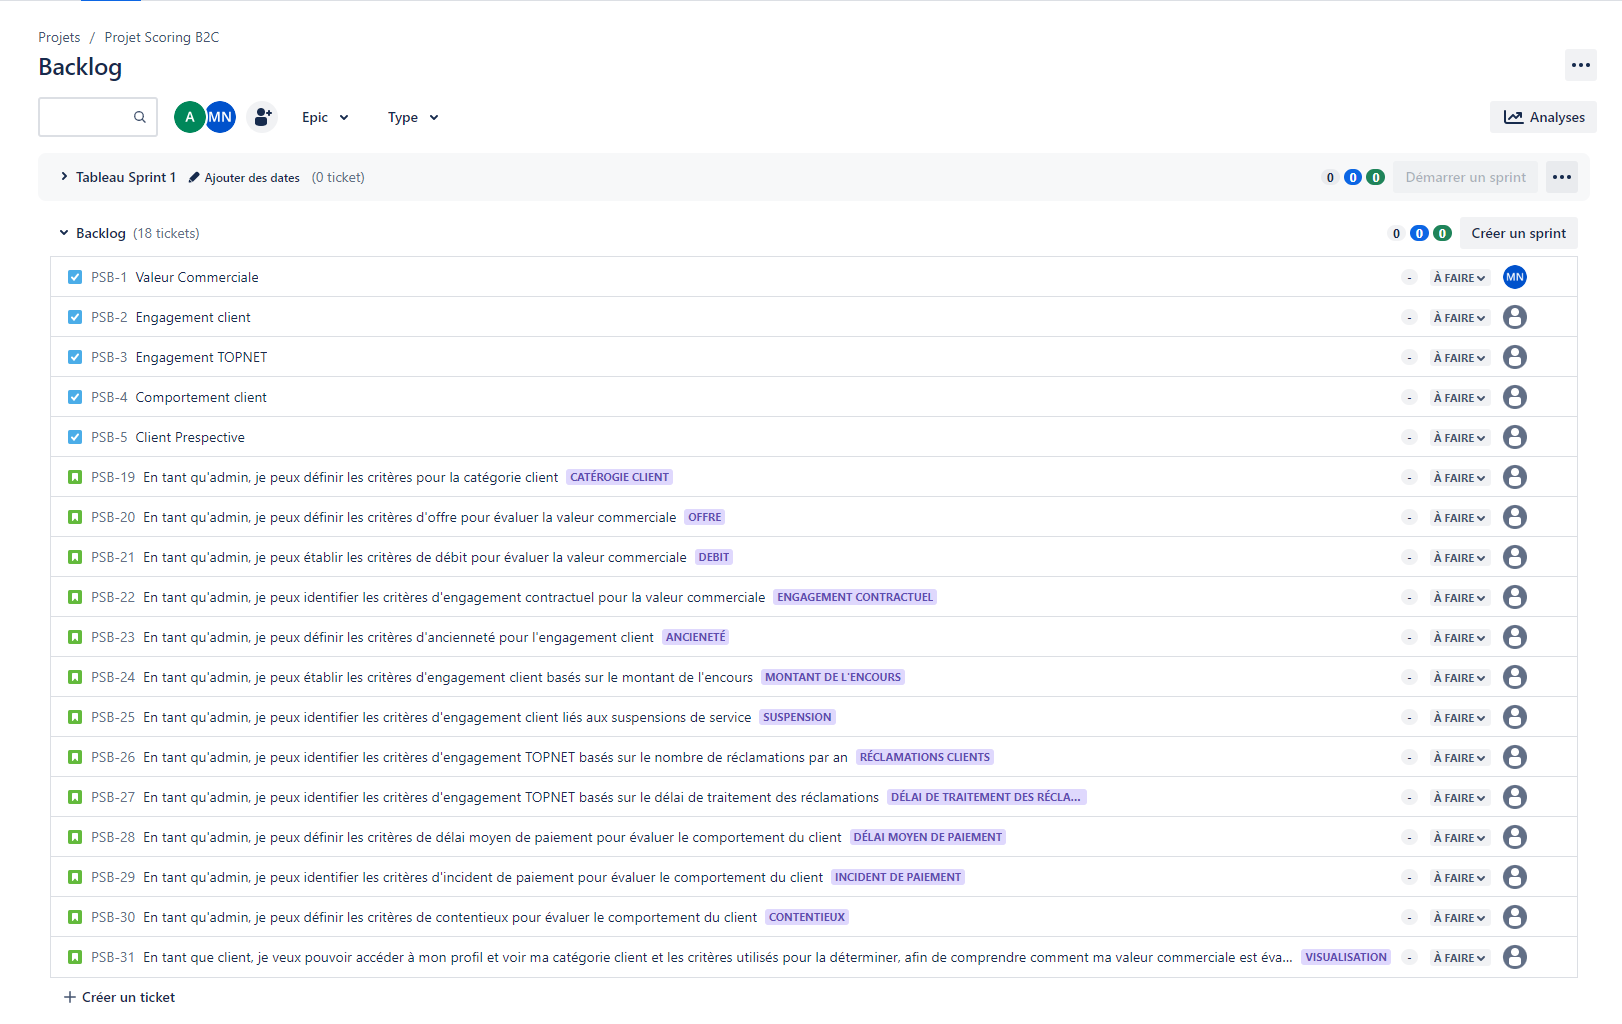 Projets / Projet Scoring B2C
Backlog
A MN Epic Type Analyses
Tableau Sprint 1 Ajouter des dates (0 ticket) 0 0 0 Démarrer un sprint
Backlog (18 tickets) 0 0 0 Créer un sprint
PSB-1 Valeur Commerciale - À FAIRE MN
PSB-2 Engagement client - À FAIRE
PSB-3 Engagement TOPNET - À FAIRE
PSB-4 Comportement client - À FAIRE
PSB-5 Client Prespective - À FAIRE
PSB-19 En tant qu'admin, je peux définir les critères pour la catégorie client CATÉROGIE CLIENT - À FAIRE
PSB-20 En tant qu'admin, je peux définir les critères d'offre pour évaluer la valeur commerciale OFFRE - À FAIRE
PSB-21 En tant qu'admin, je peux établir les critères de débit pour évaluer la valeur commerciale DEBIT - À FAIRE
PSB-22 En tant qu'admin, je peux identifier les critères d'engagement contractuel pour la valeur commerciale ENGAGEMENT CONTRACTUEL - À FAIRE
PSB-23 En tant qu'admin, je peux définir les critères d'ancienneté pour l'engagement client ANCIENETÉ - À FAIRE
PSB-24 En tant qu'admin, je peux établir les critères d'engagement client basés sur le montant de l'encours MONTANT DE L'ENCOURS - À FAIRE
PSB-25 En tant qu'admin, je peux identifier les critères d'engagement client liés aux suspensions de service SUSPENSION - À FAIRE
PSB-26 En tant qu'admin, je peux identifier les critères d'engagement TOPNET basés sur le nombre de réclamations par an RÉCLAMATIONS CLIENTS - À FAIRE
PSB-27 En tant qu'admin, je peux identifier les critères d'engagement TOPNET basés sur le délai de traitement des réclamations DÉLAI DE TRAITEMENT DES RÉCLA... - À FAIRE
PSB-28 En tant qu'admin, je peux définir les critères de délai moyen de paiement pour évaluer le comportement du client DÉLAI MOYEN DE PAIEMENT - À FAIRE
PSB-29 En tant qu'admin, je peux identifier les critères d'incident de paiement pour évaluer le comportement du client INCIDENT DE PAIEMENT - À FAIRE
PSB-30 En tant qu'admin, je peux définir les critères de contentieux pour évaluer le comportement du client CONTENTIEUX - À FAIRE
PSB-31 En tant que client, je veux pouvoir accéder à mon profil et voir ma catégorie client et les critères utilisés pour la déterminer, afin de comprendre comment ma valeur commerciale est éva... VISUALISATION - À FAIRE
+ Créer un ticket